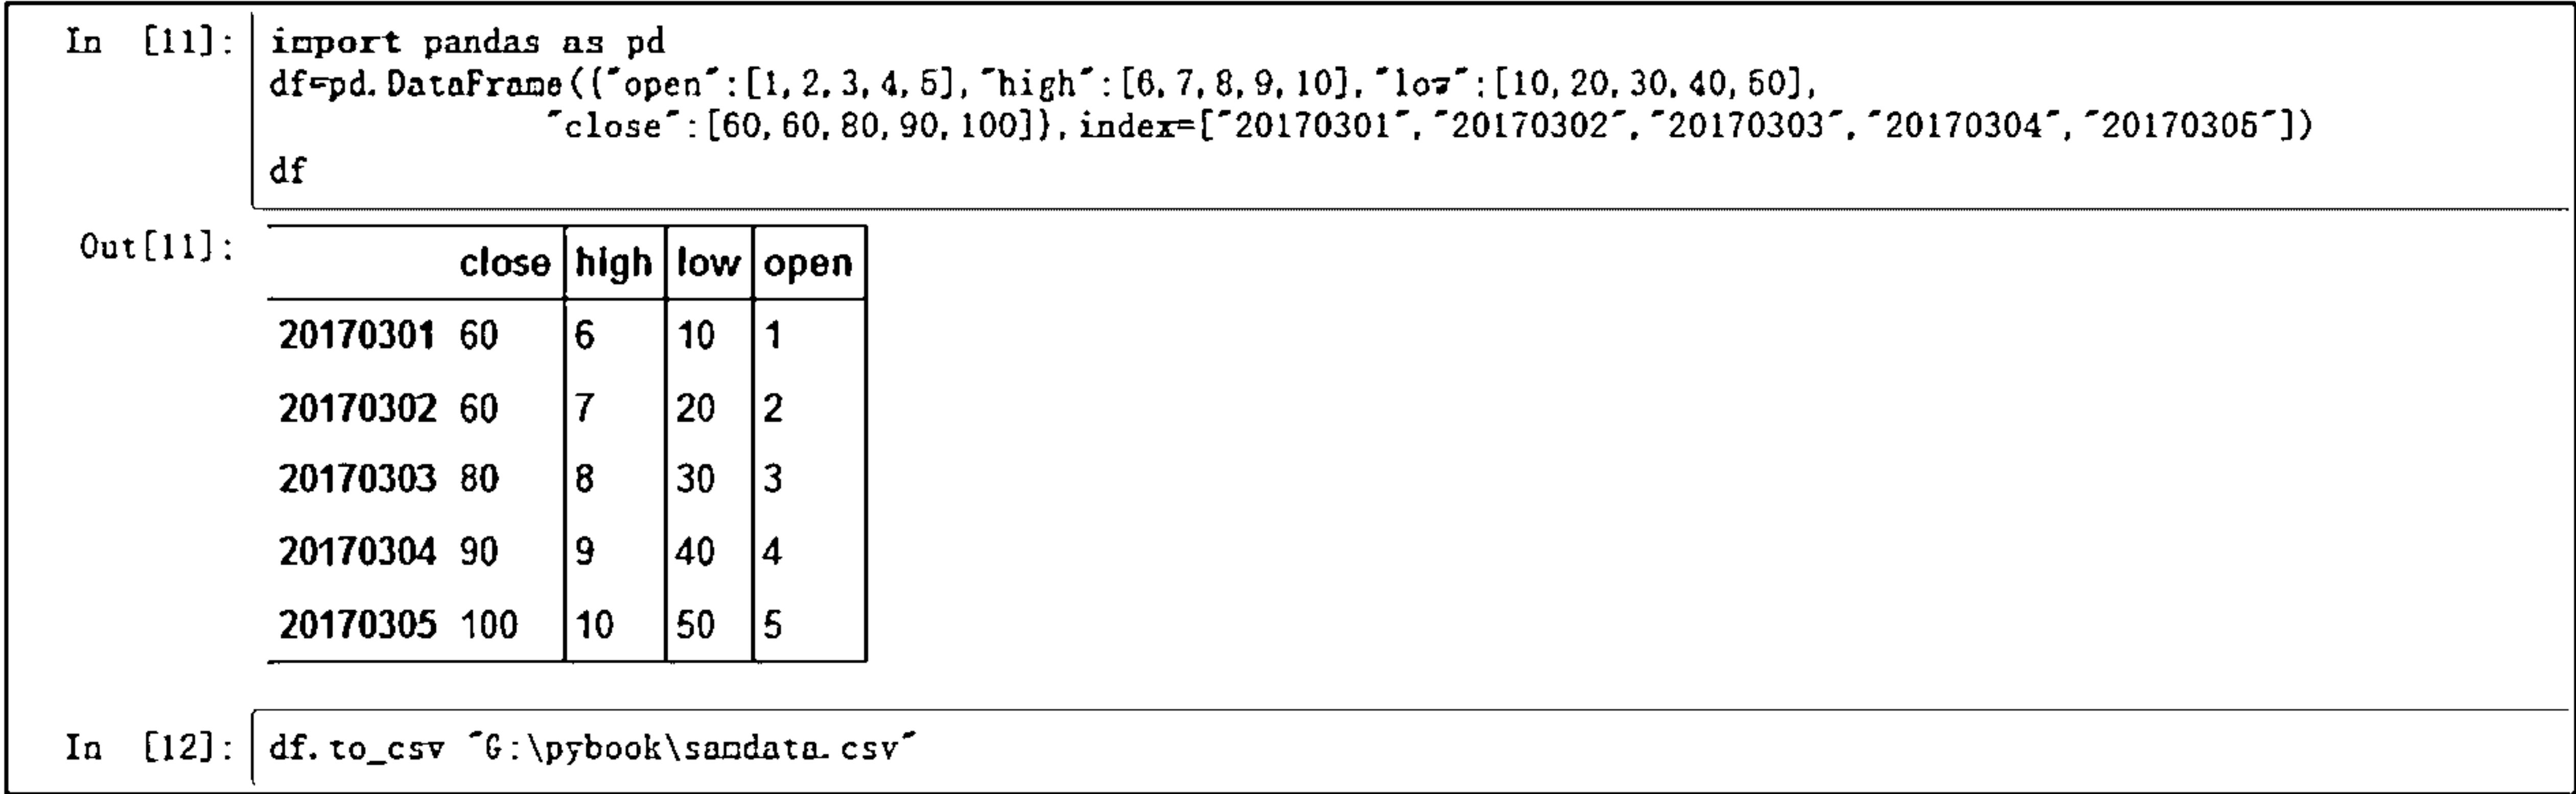 In [11]: import pandas as pd
df=pd.DataFrame({"open":[1,2,3,4,5],"high":[6,7,8,9,10],"low":[10,20,30,40,50],
"close":[60,60,80,90,100]},index=["20170301","20170302","20170303","20170304","20170305"])
df
Out[11]: close high low open
20170301 60 6 10 1
20170302 60 7 20 2
20170303 80 8 30 3
20170304 90 9 40 4
20170305 100 10 50 5
In [12]: df.to_csv "G:\pybook\samdata.csv"